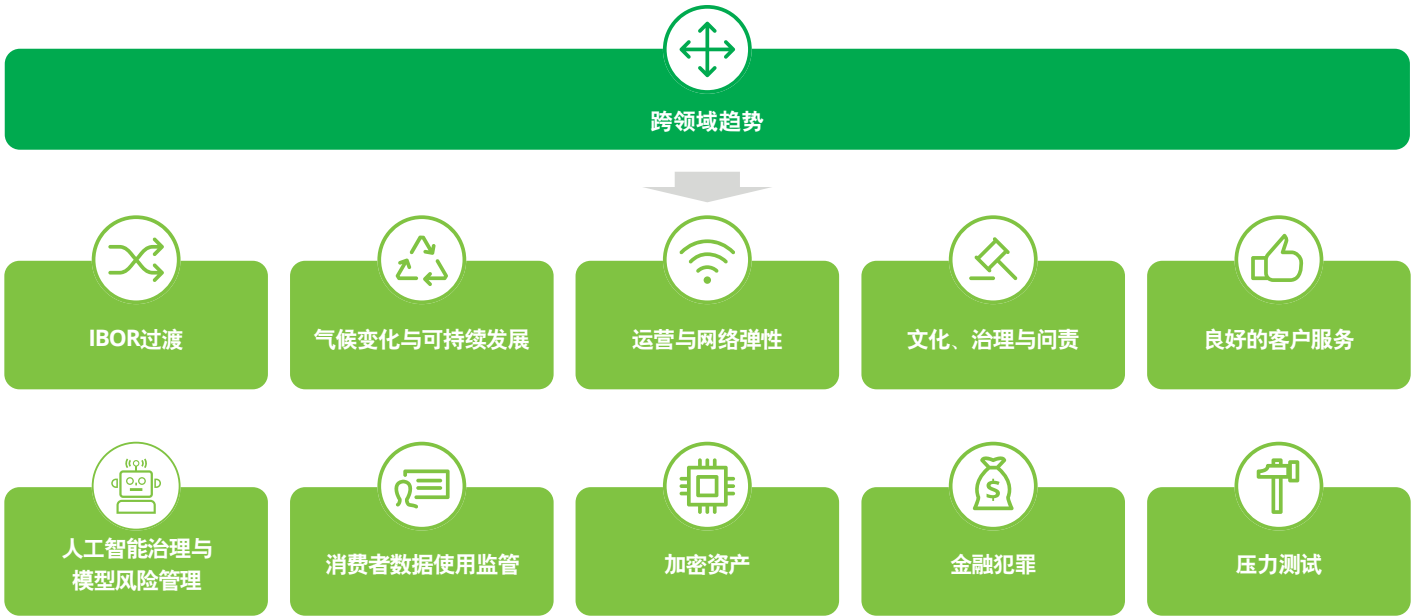 跨领域趋势
IBOR过渡
气候变化与可持续发展
运营与网络弹性
文化、治理与问责
良好的客户服务
人工智能治理与
模型风险管理
消费者数据使用监管
加密资产
$
金融犯罪
压力测试